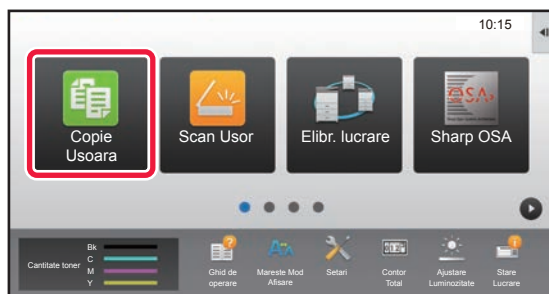 10:15
Copie
Usoara
Scan Usor
Elibr. lucrare
Sharp OSA
Cantitate toner
Bk
C
M
Y
Ghid de
operare
Mareste Mod
Afisare
Setari
Contor
Total
Ajustare
Luminozitate
Stare
Lucrare